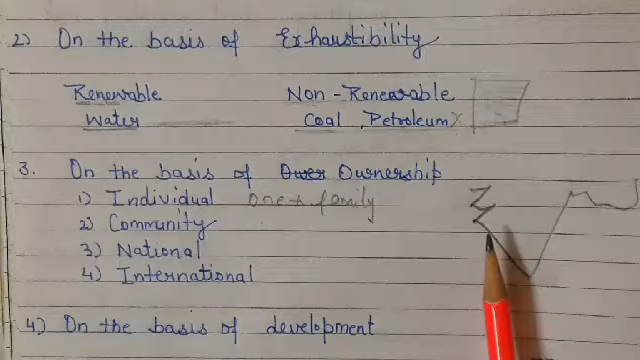 2) On the basis of Exhaustibility
Renewable Non-Renewable
Water Coal, Petroleum
3. On the basis of Ower Ownership
1) Individual one + family
2) Community
3) National
4) International
4) On the basis of development